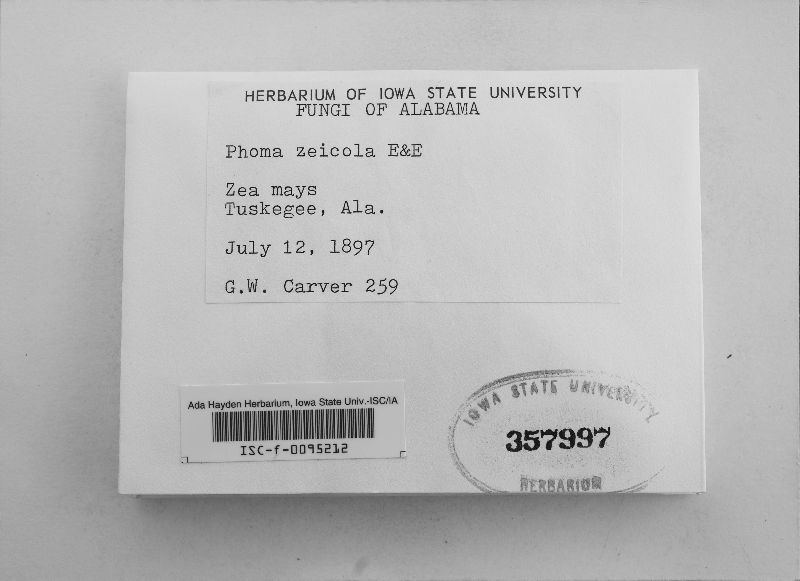 HERBARIUM OF IOWA STATE UNIVERSITY
FUNGI OF ALABAMA
Phoma zeicola E&E
Zea mays
Tuskegee, Ala.
July 12, 1897
G.W. Carver 259
Ada Hayden Herbarium, Iowa State Univ.-ISC/IA
ISC-f-0095212
IOWA STATE UNIVERSITY
357997
HERBARIUM